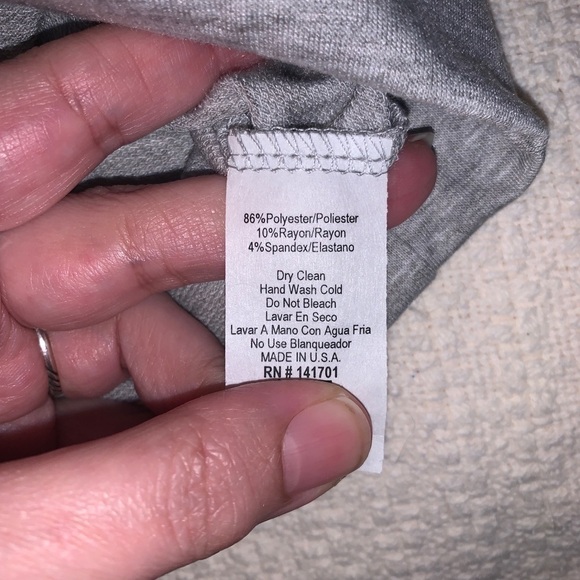 86%Polyester/Poliester
10%Rayon/Rayon
4%Spandex/Elastano
Dry Clean
Hand Wash Cold
Do Not Bleach
Lavar En Seco
Lavar A Mano Con Agua Fria
No Use Blanqueador
MADE IN U.S.A.
RN # 141701